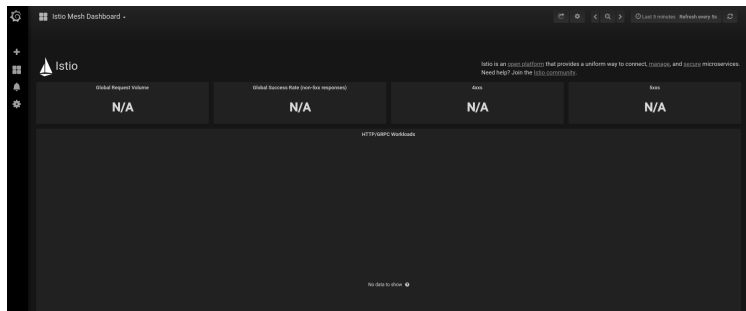 Istio Mesh Dashboard
Last 5 minutes Refresh every 5s
Istio
Istio is an open platform that provides a uniform way to connect, manage, and secure microservices.
Need help? Join the Istio community.
Global Request Volume
N/A
Global Success Rate (non-5xx responses)
N/A
4xxs
N/A
5xxs
N/A
HTTP/GRPC Workloads
No data to show